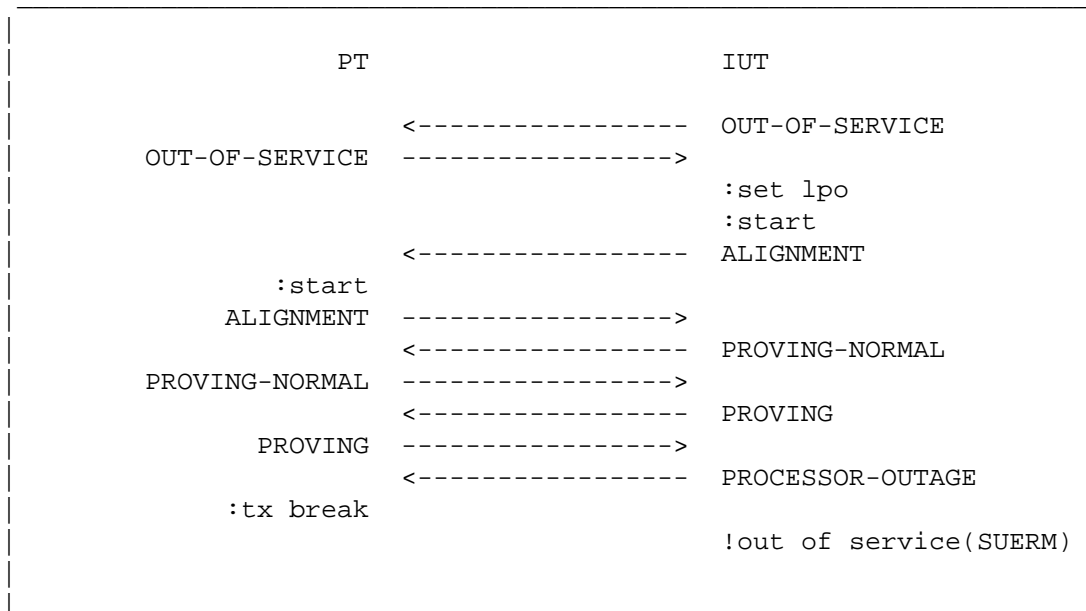 PT IUT
<----------------- OUT-OF-SERVICE
OUT-OF-SERVICE ----------------->
:set lpo
:start
<----------------- ALIGNMENT
:start
ALIGNMENT ----------------->
<----------------- PROVING-NORMAL
PROVING-NORMAL ----------------->
<----------------- PROVING
PROVING ----------------->
<----------------- PROCESSOR-OUTAGE
:tx break
!out of service(SUERM)